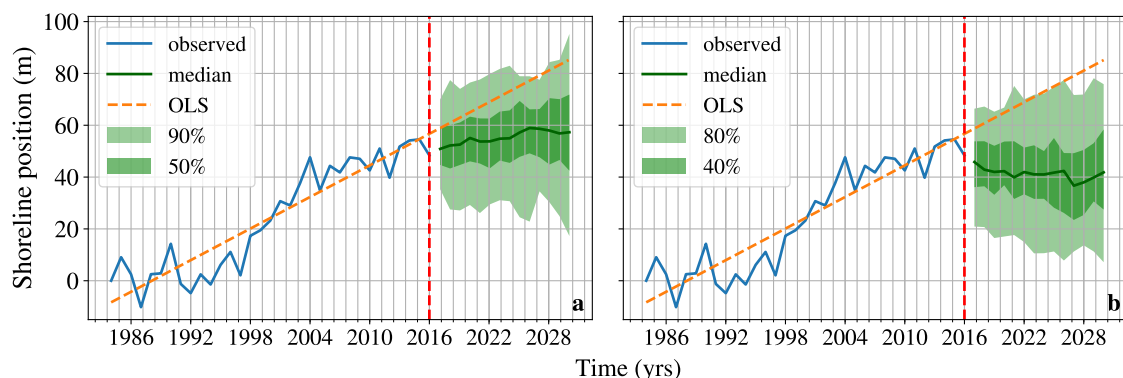 Shoreline position (m)
100
80
60
40
20
0
observed
median
OLS
90%
50%
a
1986 1992 1998 2004 2010 2016 2022 2028
observed
median
OLS
80%
40%
b
1986 1992 1998 2004 2010 2016 2022 2028
Time (yrs)